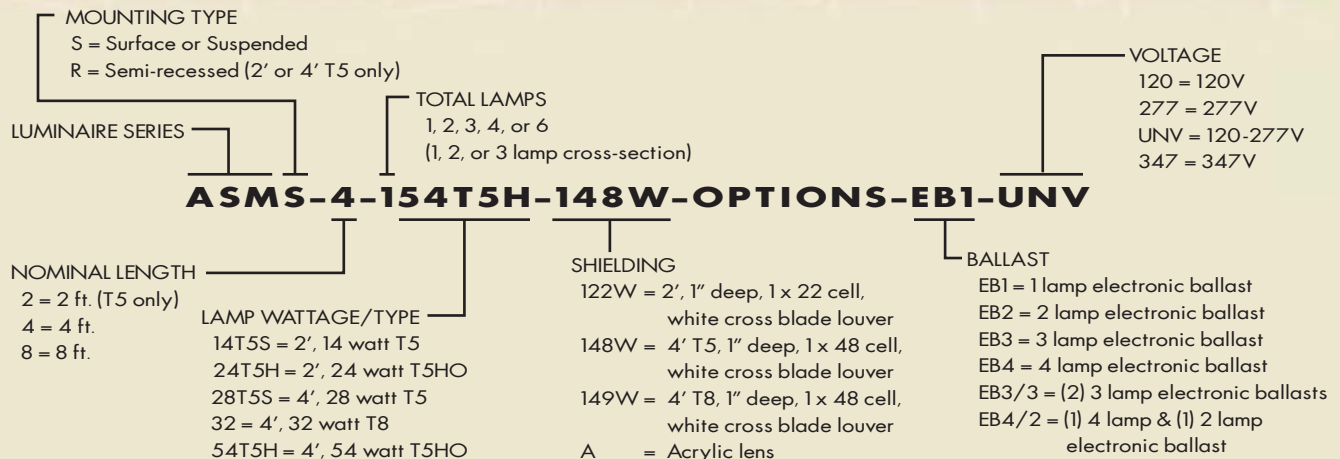 MOUNTING TYPE
S = Surface or Suspended
R = Semi-recessed (2’ or 4’ T5 only)
LUMINAIRE SERIES
TOTAL LAMPS
1, 2, 3, 4, or 6
(1, 2, or 3 lamp cross-section)
VOLTAGE
120 = 120V
277 = 277V
UNV = 120-277V
347 = 347V
ASMS–4–154T5H–148W–OPTIONS–EB1–UNV
NOMINAL LENGTH
2 = 2 ft. (T5 only)
4 = 4 ft.
8 = 8 ft.
LAMP WATTAGE/TYPE
14T5S = 2’, 14 watt T5
24T5H = 2’, 24 watt T5HO
28T5S = 4’, 28 watt T5
32 = 4’, 32 watt T8
54T5H = 4’, 54 watt T5HO
SHIELDING
122W = 2’, 1” deep, 1 x 22 cell,
white cross blade louver
148W = 4’ T5, 1” deep, 1 x 48 cell,
white cross blade louver
149W = 4’ T8, 1” deep, 1 x 48 cell,
white cross blade louver
A = Acrylic lens
BALLAST
EB1 = 1 lamp electronic ballast
EB2 = 2 lamp electronic ballast
EB3 = 3 lamp electronic ballast
EB4 = 4 lamp electronic ballast
EB3/3 = (2) 3 lamp electronic ballasts
EB4/2 = (1) 4 lamp & (1) 2 lamp
electronic ballast